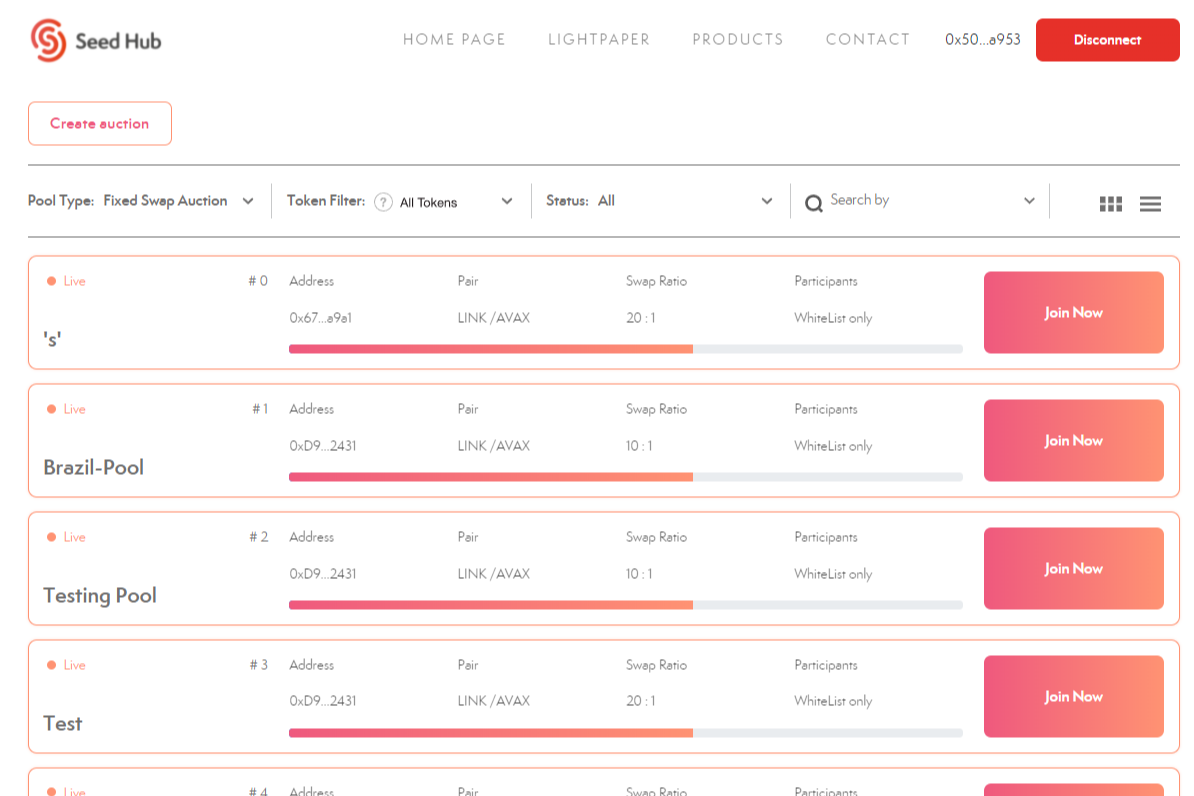 Seed Hub HOME PAGE LIGHTPAPER PRODUCTS CONTACT 0x50...a953 Disconnect
Create auction
Pool Type: Fixed Swap Auction Token Filter: ? All Tokens Status: All Search by
Live # 0 Address Pair Swap Ratio Participants
0x67...a9a1 LINK /AVAX 20 : 1 WhiteList only Join Now
's'
Live # 1 Address Pair Swap Ratio Participants
0xD9...2431 LINK /AVAX 10 : 1 WhiteList only Join Now
Brazil-Pool
Live # 2 Address Pair Swap Ratio Participants
0xD9...2431 LINK /AVAX 10 : 1 WhiteList only Join Now
Testing Pool
Live # 3 Address Pair Swap Ratio Participants
0xD9...2431 LINK /AVAX 20 : 1 WhiteList only Join Now
Test
Live # 4 Address Pair Swap Ratio Participants